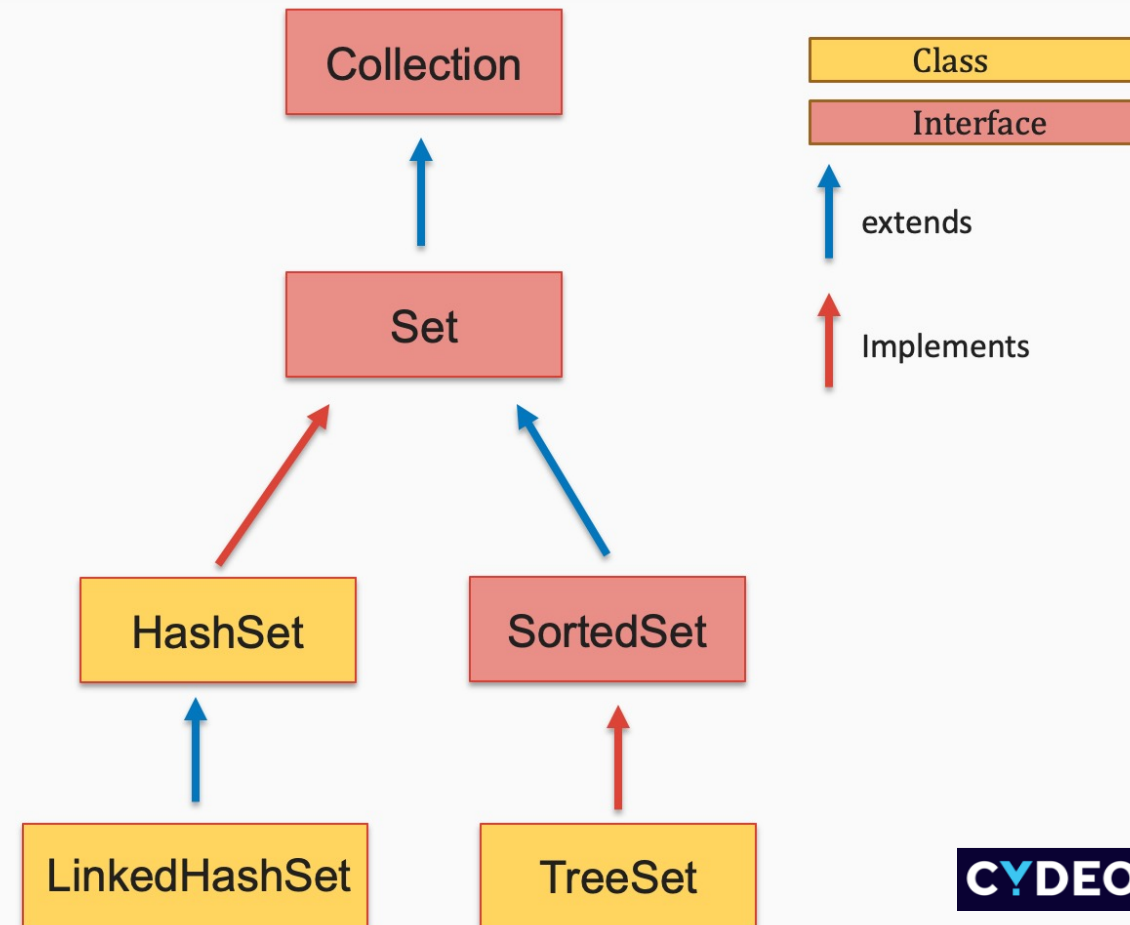 Collection
Class
Interface
extends
Set
Implements
HashSet
SortedSet
LinkedHashSet
TreeSet
CYDEO